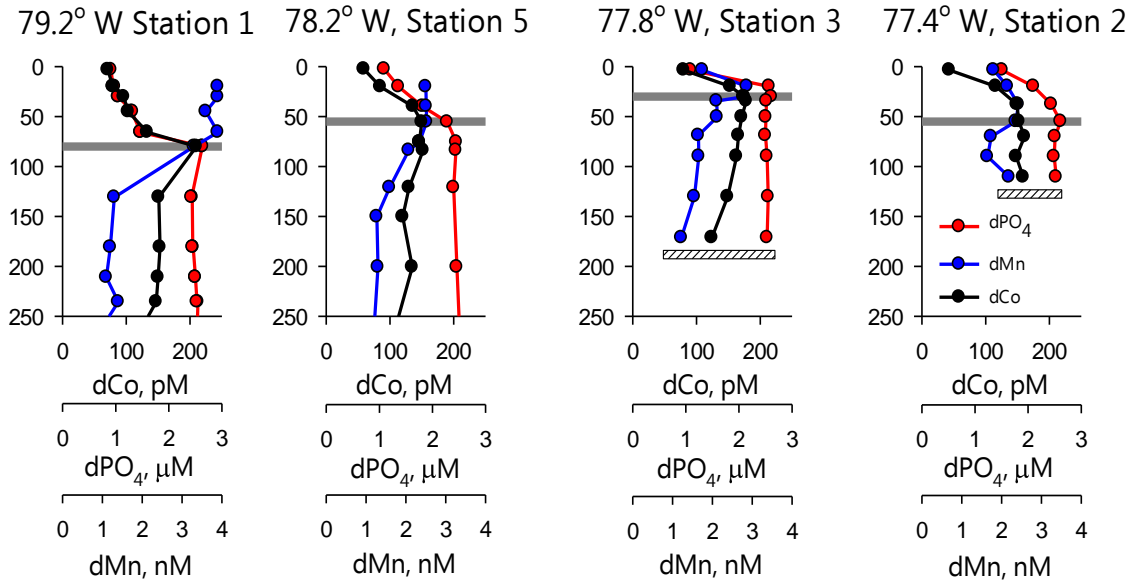 79.2° W Station 1
78.2° W, Station 5
77.8° W, Station 3
77.4° W, Station 2
0
50
100
150
200
250
0 100 200
dCo, pM
0 1 2 3
dPO4, μM
0 1 2 3 4
dMn, nM
0
50
100
150
200
250
0 100 200
dCo, pM
0 1 2 3
dPO4, μM
0 1 2 3 4
dMn, nM
0
50
100
150
200
250
0 100 200
dCo, pM
0 1 2 3
dPO4, μM
0 1 2 3 4
dMn, nM
0
50
100
150
200
250
dPO4
dMn
dCo
0 100 200
dCo, pM
0 1 2 3
dPO4, μM
0 1 2 3 4
dMn, nM